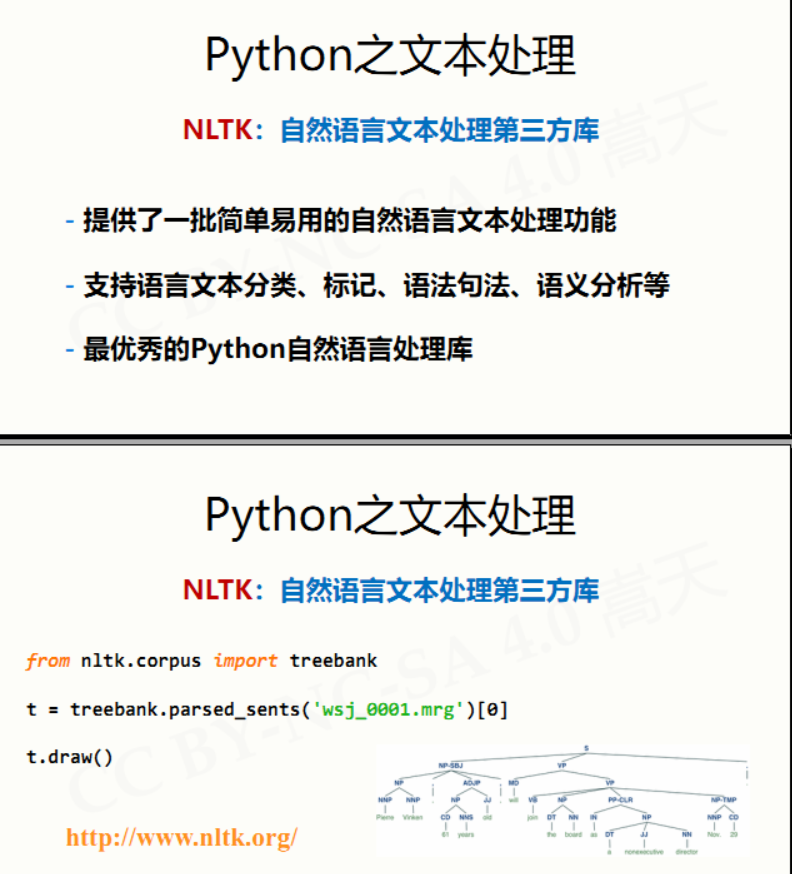 Python之文本处理
NLTK：自然语言文本处理第三方库
- 提供了一批简单易用的自然语言文本处理功能
- 支持语言文本分类、标记、语法句法、语义分析等
- 最优秀的Python自然语言处理库
CC BY-NC-SA 4.0 嵩天
Python之文本处理
NLTK：自然语言文本处理第三方库
from nltk.corpus import treebank
t = treebank.parsed_sents('wsj_0001.mrg')[0]
t.draw()
S
NP-SBJ VP .
NP , ADJP , MD VP
NNP NNP , NP JJ , will VB NP PP-CLR NP-TMP
Pierre Vinken CD NNS old join DT NN IN NP NNP CD
61 years the board as DT JJ NN Nov. 29
a nonexecutive director
http://www.nltk.org/
CC BY-NC-SA 4.0 嵩天